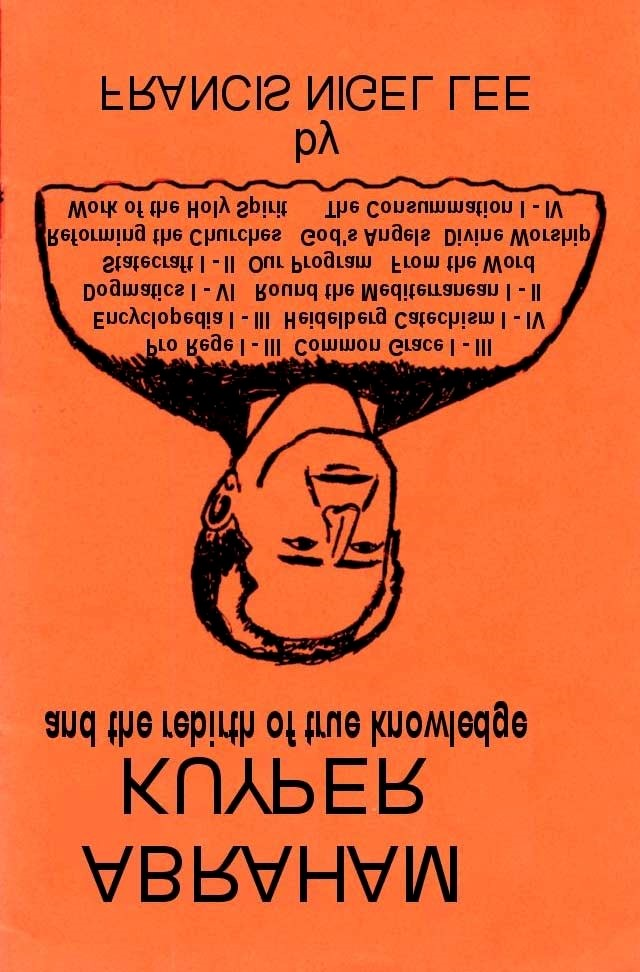 ABRAHAM
KUYPER
and the rebirth of true knowledge
Pro Rege I - III Common Grace I - III
Encyclopedia I - III Heidelberg Catechism I - IV
Dogmatics I - VI Round the Mediterranean I - II
Statecraft I - II Our Program From the Word
Reforming the Churches God's Angels Divine Worship
Work of the Holy Spirit The Consummation I - IV
by
FRANCIS NIGEL LEE